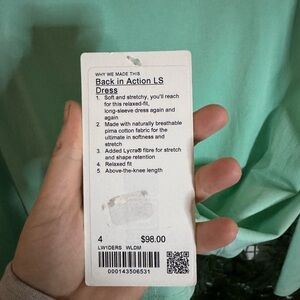 WHY WE MADE THIS
Back in Action LS
Dress
1. Soft and stretchy, you'll reach
for this relaxed-fit,
long-sleeve dress again and
again
2. Made with naturally breathable
pima cotton fabric for the
ultimate in softness and
stretch
3. Added Lycra® fibre for stretch
and shape retention
4. Relaxed fit
5. Above-the-knee length
4 $98.00
LW1DERS WLDM
000143506531